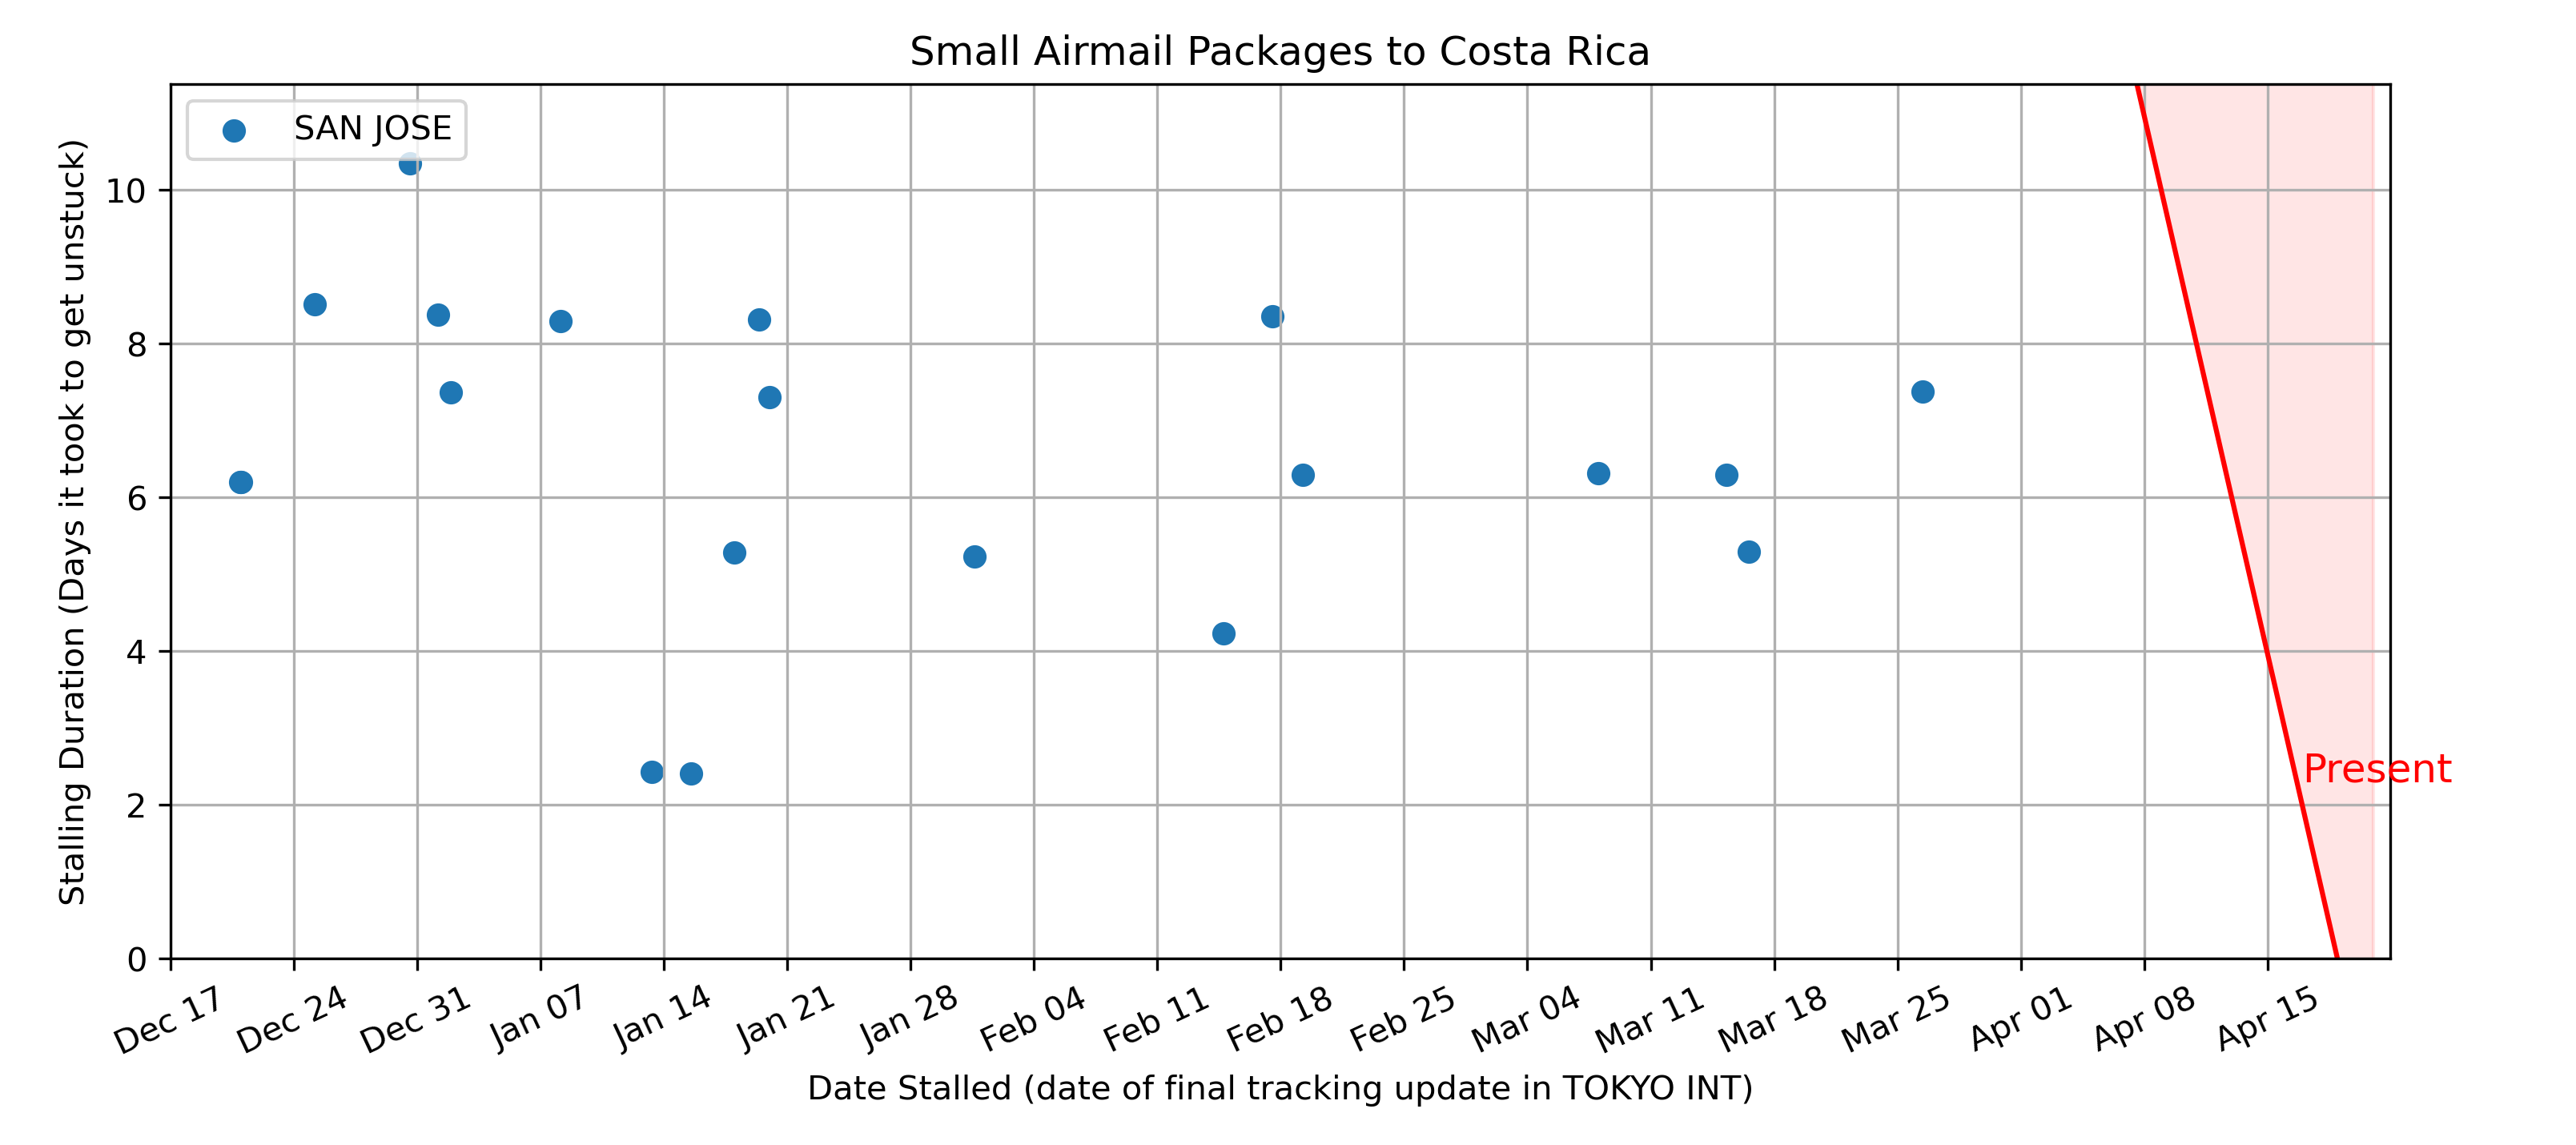 Small Airmail Packages to Costa Rica
SAN JOSE
Stalling Duration (Days it took to get unstuck)
10
8
6
4
2
0
Present
Dec 17 Dec 24 Dec 31 Jan 07 Jan 14 Jan 21 Jan 28 Feb 04 Feb 11 Feb 18 Feb 25 Mar 04 Mar 11 Mar 18 Mar 25 Apr 01 Apr 08 Apr 15
Date Stalled (date of final tracking update in TOKYO INT)